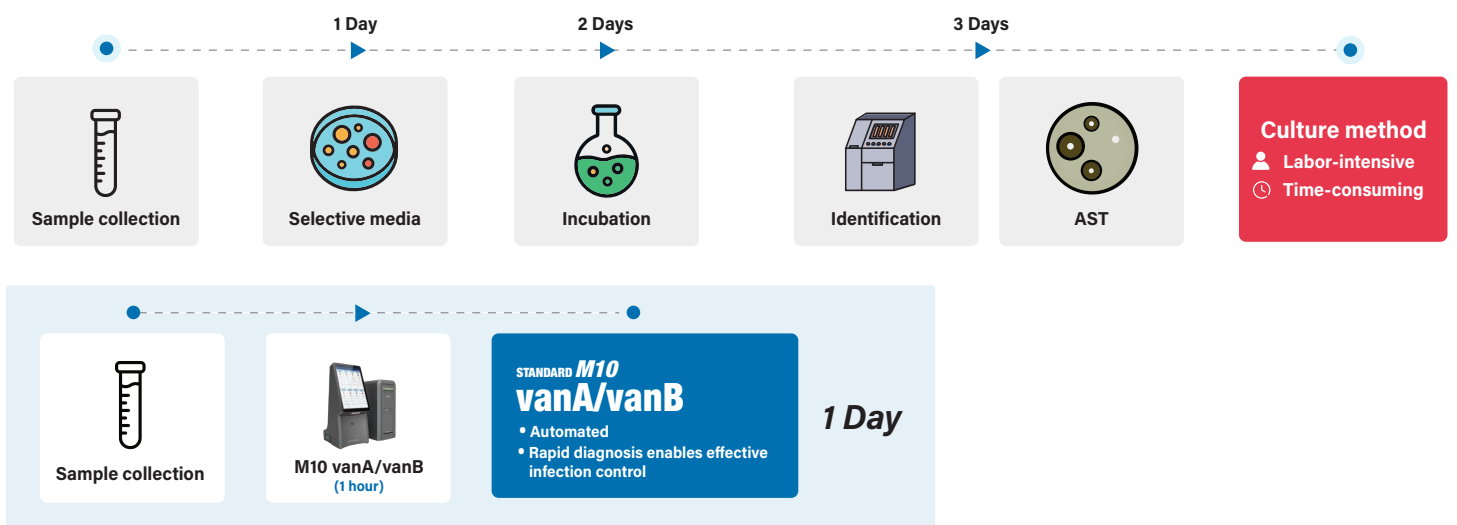 1 Day
2 Days
3 Days
Sample collection
Selective media
Incubation
Identification
AST
Culture method
Labor-intensive
Time-consuming
Sample collection
M10 vanA/vanB
(1 hour)
STANDARD M10
vanA/vanB
• Automated
• Rapid diagnosis enables effective
infection control
1 Day